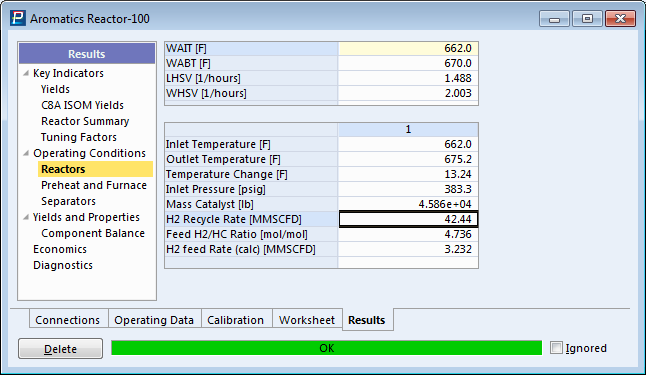 Aromatics Reactor-100
Results
Key Indicators
Yields
C8A ISOM Yields
Reactor Summary
Tuning Factors
Operating Conditions
Reactors
Preheat and Furnace
Separators
Yields and Properties
Component Balance
Economics
Diagnostics
WAIT [F] 662.0
WABT [F] 670.0
LHSV [1/hours] 1.488
WHSV [1/hours] 2.003
1
Inlet Temperature [F] 662.0
Outlet Temperature [F] 675.2
Temperature Change [F] 13.24
Inlet Pressure [psig] 383.3
Mass Catalyst [lb] 4.586e+04
H2 Recycle Rate [MMSCFD] 42.44
Feed H2/HC Ratio [mol/mol] 4.736
H2 feed Rate (calc) [MMSCFD] 3.232
Connections Operating Data Calibration Worksheet Results
Delete OK Ignored